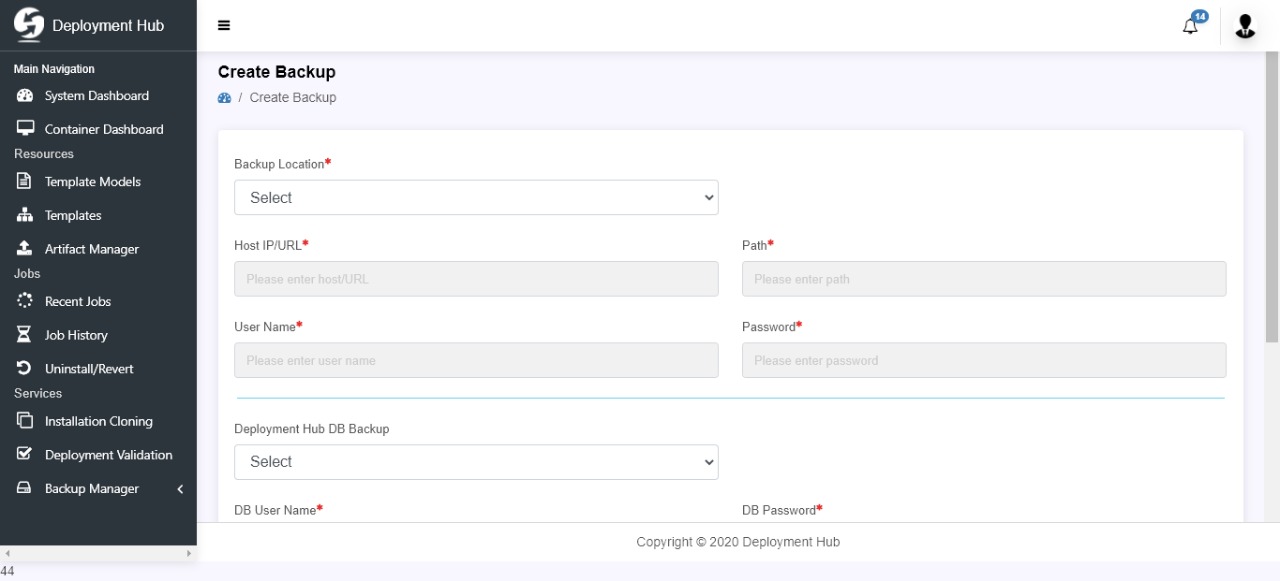 Deployment Hub
14
Main Navigation
System Dashboard
Container Dashboard
Resources
Template Models
Templates
Artifact Manager
Jobs
Recent Jobs
Job History
Uninstall/Revert
Services
Installation Cloning
Deployment Validation
Backup Manager
Create Backup
/ Create Backup
Backup Location*
Select
Host IP/URL* Path*
Please enter host/URL Please enter path
User Name* Password*
Please enter user name Please enter password
Deployment Hub DB Backup
Select
DB User Name* DB Password*
Copyright © 2020 Deployment Hub
44